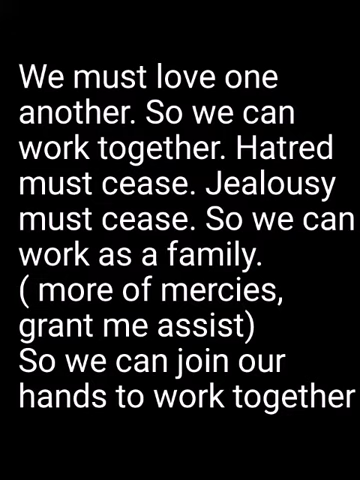 We must love one
another. So we can
work together. Hatred
must cease. Jealousy
must cease. So we can
work as a family.
( more of mercies,
grant me assist)
So we can join our
hands to work together